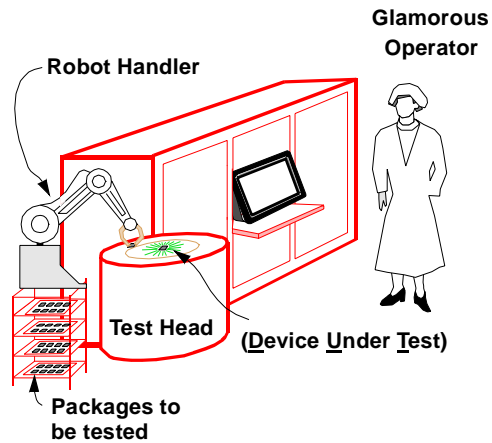 Glamorous
Operator
Robot Handler
Test Head
(Device Under Test)
Packages to
be tested